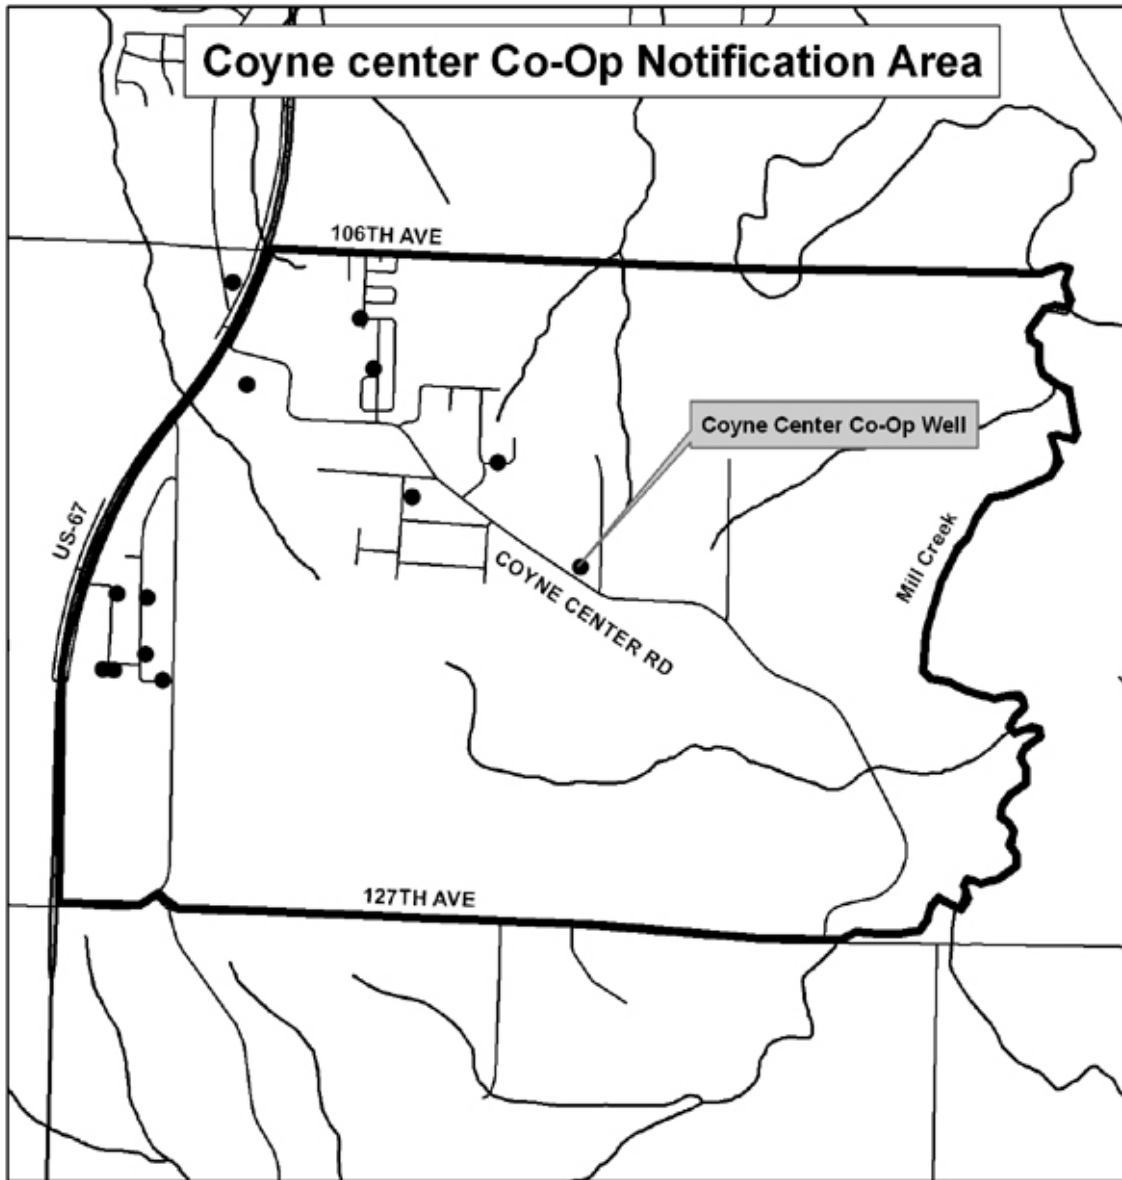 Coyne center Co-Op Notification Area
106TH AVE
Coyne Center Co-Op Well
US-67
Mill Creek
COYNE CENTER RD
127TH AVE